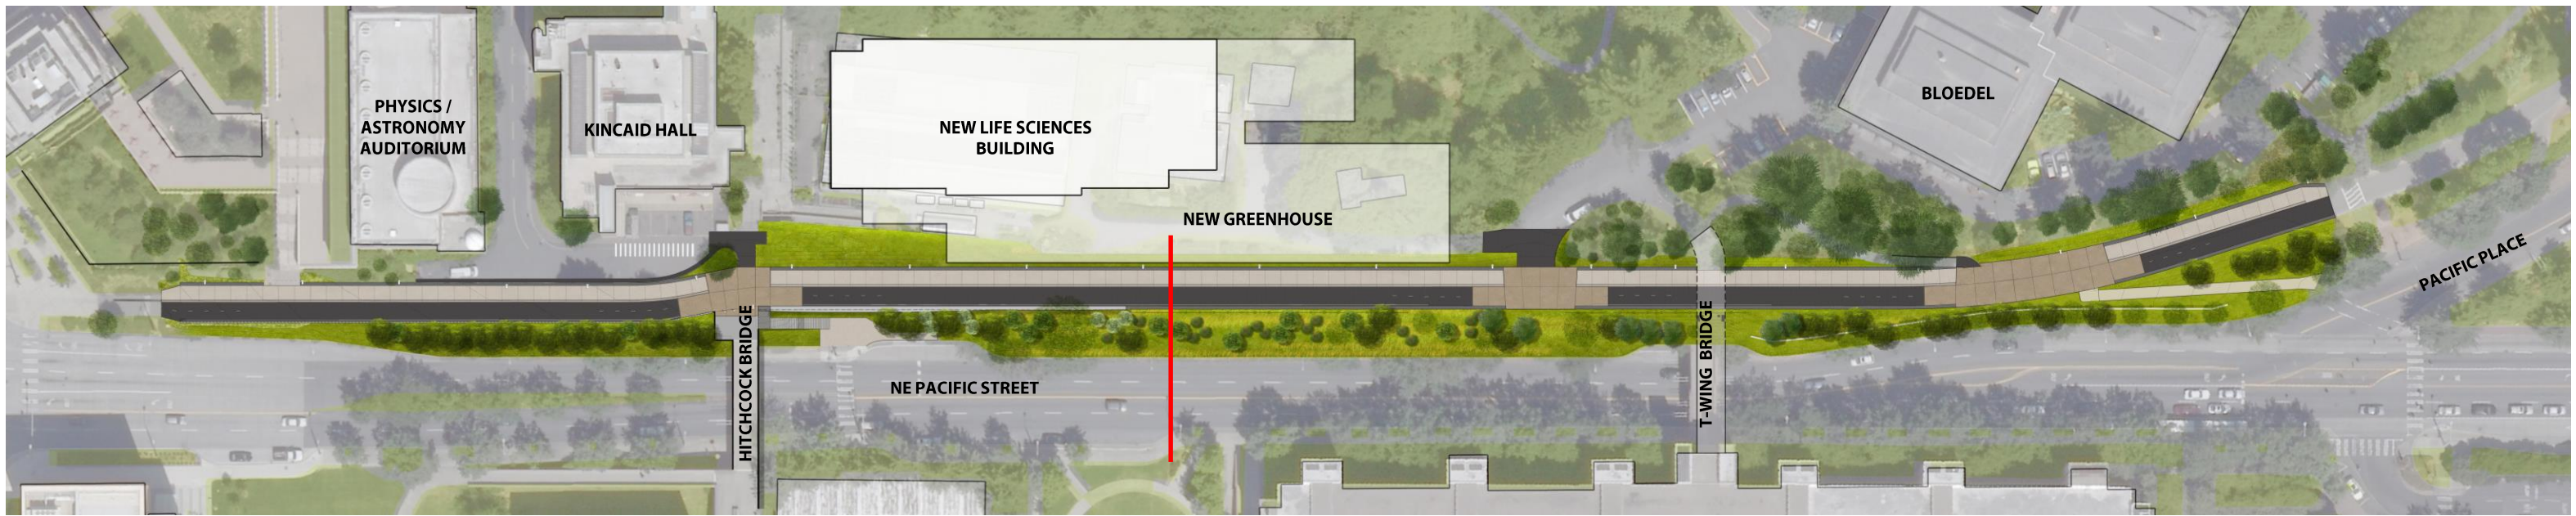 PHYSICS /
ASTRONOMY
AUDITORIUM
KINCAID HALL
NEW LIFE SCIENCES
BUILDING
NEW GREENHOUSE
BLOEDEL
PACIFIC PLACE
HITCHCOCK BRIDGE
NE PACIFIC STREET
T-WING BRIDGE